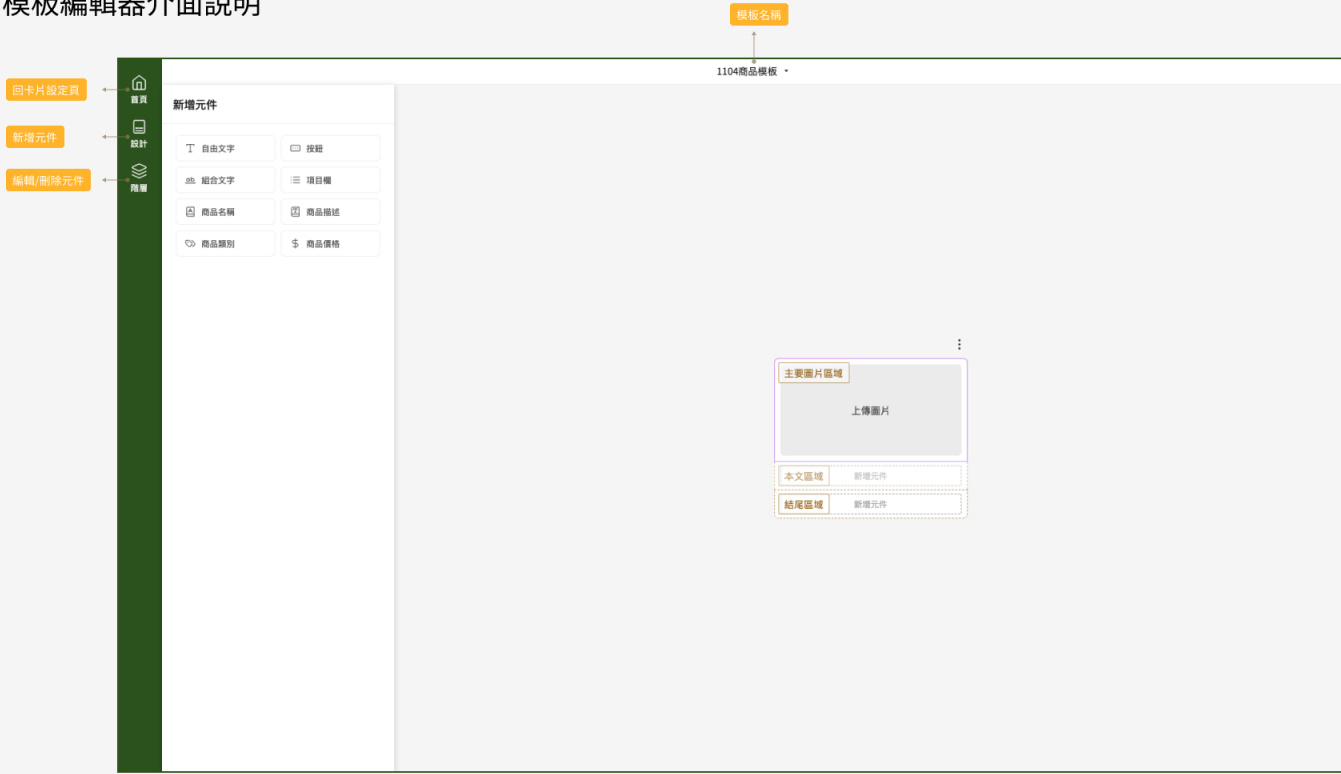 模板編輯器介面説明
模板名稱
1104商品模板
回卡片設定頁
首頁
新增元件
設計
編輯/刪除元件
階層
新增元件
T 自由文字
按鈕
ab 組合文字
項目欄
商品名稱
商品描述
商品類別
$ 商品價格
主要圖片區域
上傳圖片
本文區域
新增元件
結尾區域
新增元件